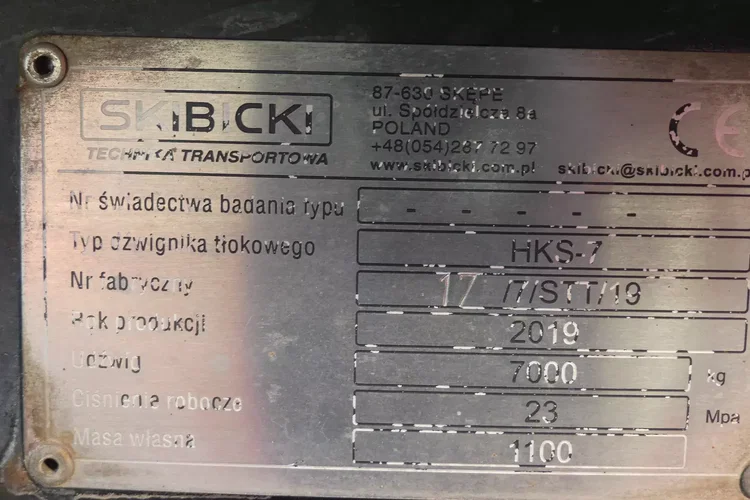 SKIBICKI
TECHNIKA TRANSPORTOWA
87-630 SKĘPE
ul. Spółdzielcza 8a
POLAND
+48(054)287 72 97
www.skibicki.com.pl skibicki@skibicki.com.p
CE
Nr świadectwa badania typu - - - - -
Typ dźwignika tłokowego HKS-7
Nr fabryczny 17 /7/STT/19
Rok produkcji 2019
Udźwig 7000 kg
Ciśnienie robocze 23 Mpa
Masa własna 1100